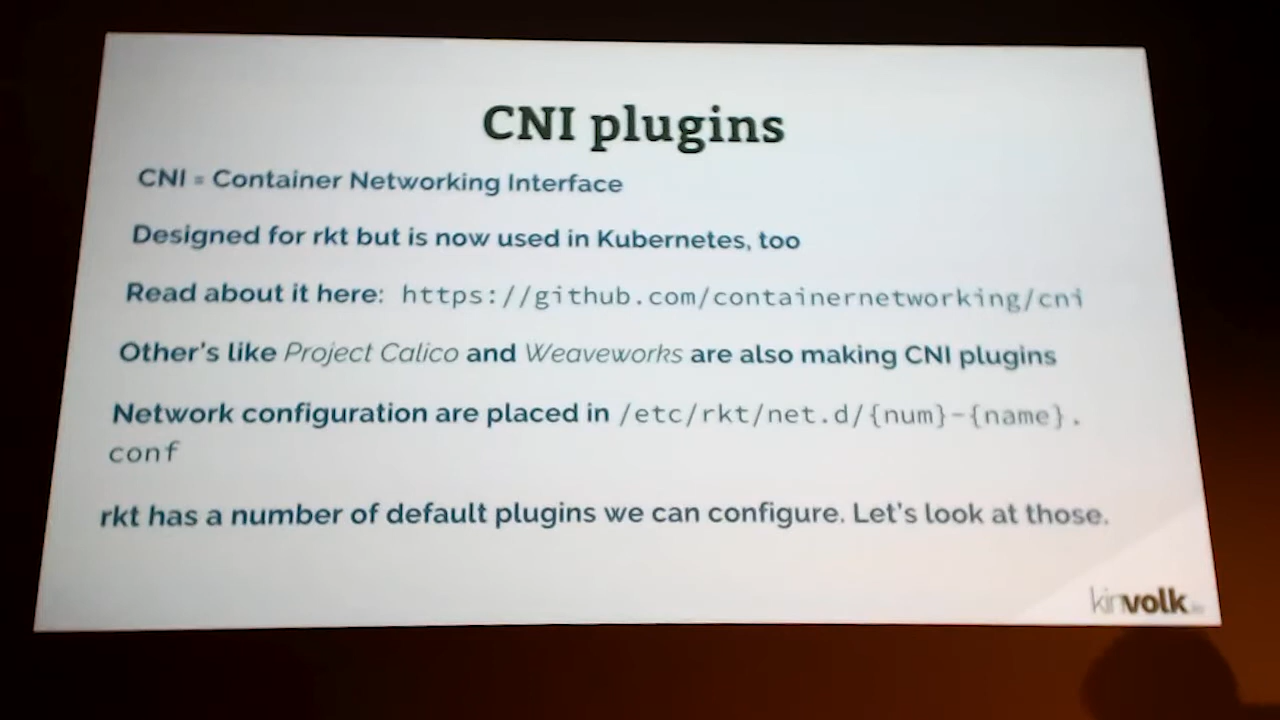 CNI plugins
CNI = Container Networking Interface
Designed for rkt but is now used in Kubernetes, too
Read about it here: https://github.com/containernetworking/cni
Other's like Project Calico and Weaveworks are also making CNI plugins
Network configuration are placed in /etc/rkt/net.d/{num}-{name}.
conf
rkt has a number of default plugins we can configure. Let's look at those.
kinvolk